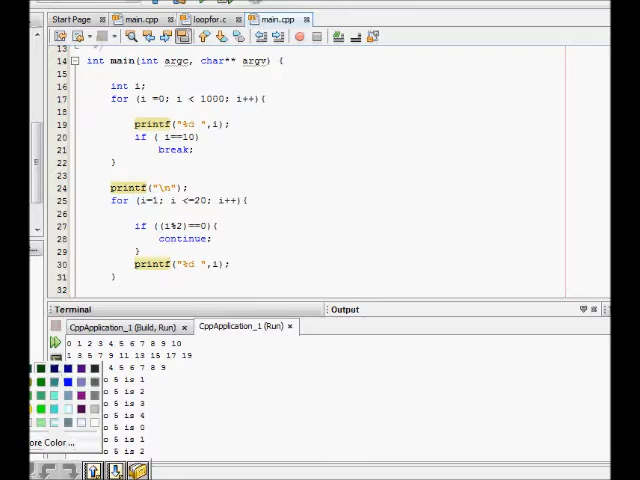 Start Page main.cpp loopfor.c main.cpp
13
14 int main(int argc, char** argv) {
15
16 int i;
17 for (i =0; i < 1000; i++){
18
19 printf("%d ",i);
20 if ( i==10)
21 break;
22 }
23
24 printf("\n");
25 for (i=1; i <=20; i++){
26
27 if ((i%2)==0){
28 continue;
29 }
30 printf("%d ",i);
31 }
32
Terminal Output
CppApplication_1 (Build, Run) CppApplication_1 (Run)
0 1 2 3 4 5 6 7 8 9 10
1 3 5 7 9 11 13 15 17 19
4 5 6 7 8 9
o 5 is 1
o 5 is 2
o 5 is 3
o 5 is 4
o 5 is 0
o 5 is 1
ore Color ...
o 5 is 2